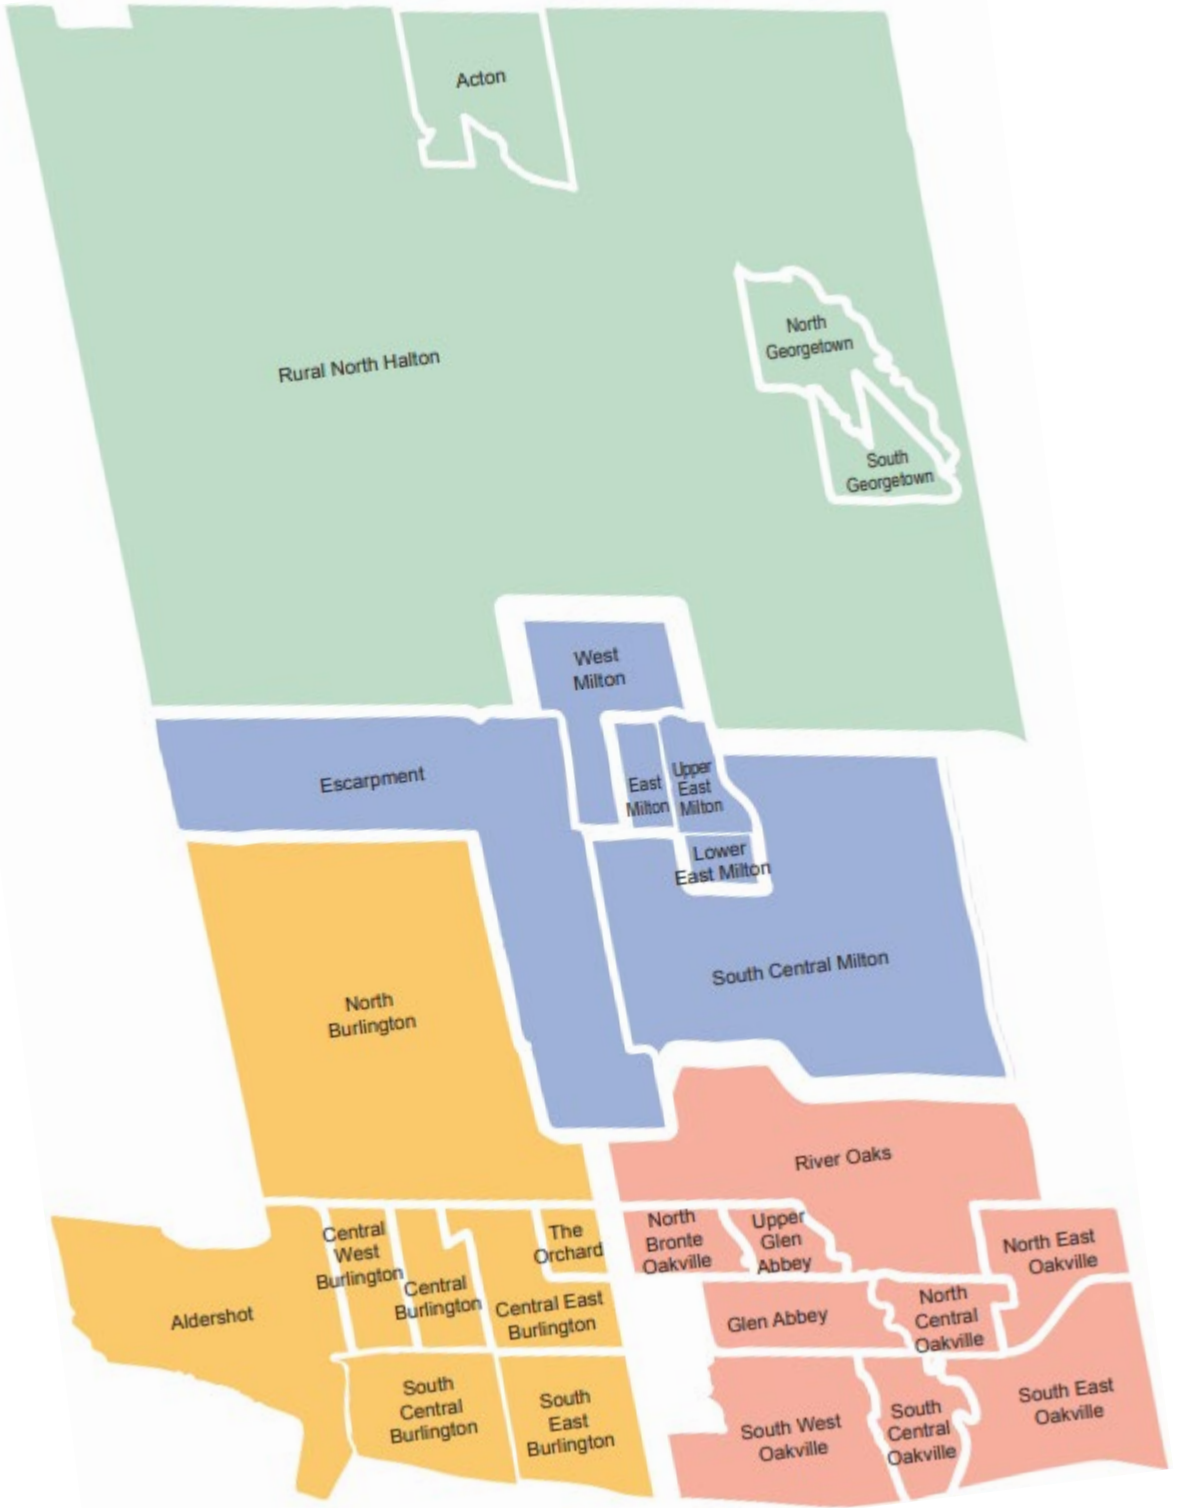 Acton
North
Georgetown
Rural North Halton
South
Georgetown
West
Milton
Escarpment
East
Milton
Upper
East
Milton
Lower
East Milton
South Central Milton
North
Burlington
River Oaks
Central
West
Burlington
Central
Burlington
The
Orchard
North
Bronte
Oakville
Upper
Glen
Abbey
North East
Oakville
Aldershot
Central East
Burlington
Glen Abbey
North
Central
Oakville
South
Central
Burlington
South
East
Burlington
South West
Oakville
South
Central
Oakville
South East
Oakville